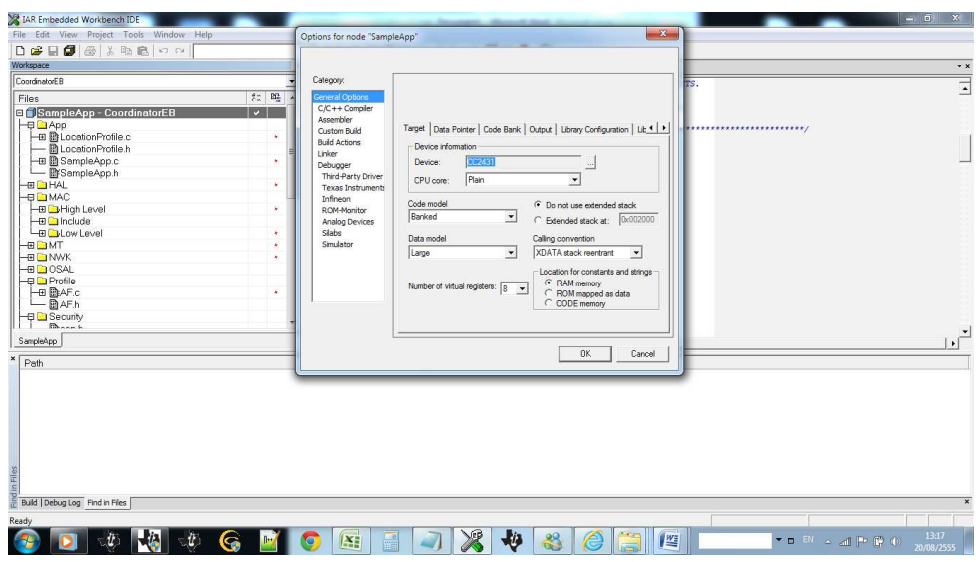 IAR Embedded Workbench IDE
File Edit View Project Tools Window Help
Workspace
CoordinatorEB
Files
SampleApp - CoordinatorEB
App
LocationProfile.c
LocationProfile.h
SampleApp.c
SampleApp.h
HAL
MAC
High Level
Include
Low Level
MT
NWK
OSAL
Profile
AF.c
AF.h
Security
SampleApp
Options for node "SampleApp"
Category:
General Options
C/C++ Compiler
Assembler
Custom Build
Build Actions
Linker
Debugger
Third-Party Driver
Texas Instruments
Infineon
ROM-Monitor
Analog Devices
Silabs
Simulator
Target Data Pointer Code Bank Output Library Configuration
Device information
Device: CC2431 ...
CPU core: Plain
Code model
Banked
Do not use extended stack
Extended stack at: 0x002000
Data model
Large
Calling convention
XDATA stack reentrant
Number of virtual registers: 8
Location for constants and strings
RAM memory
ROM mapped as data
CODE memory
OK Cancel
TS.
************************/
Path
Find in Files
Build Debug Log Find in Files
Ready
EN
13:17
20/08/2555